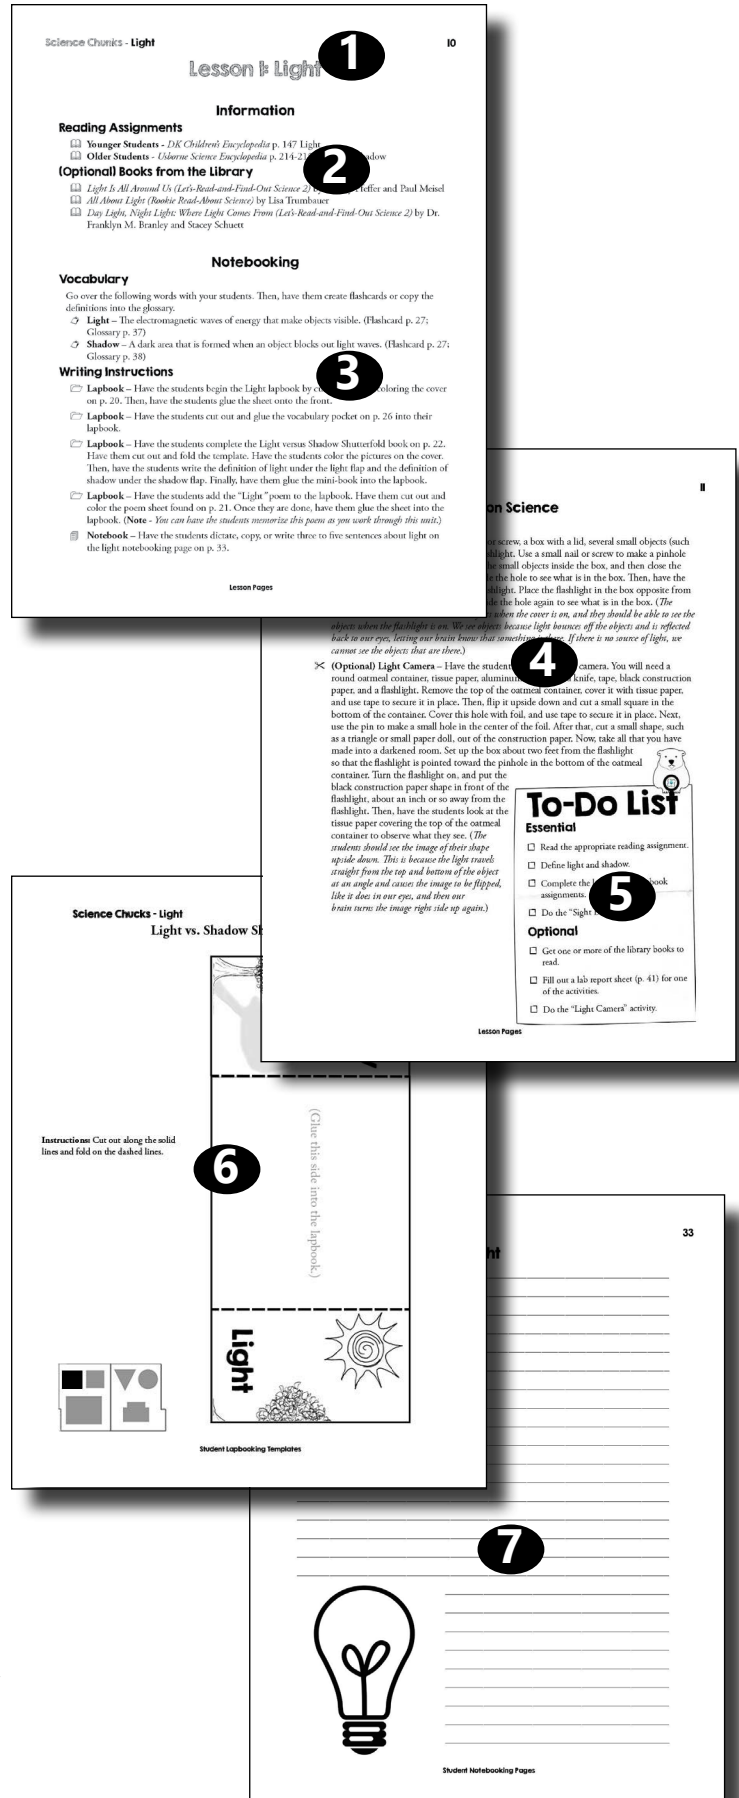 Science Chunks - Light
10
1
Lesson 1: Light
Information
Reading Assignments
Younger Students - DK Children's Encyclopedia p. 147 Light
Older Students - Usborne Science Encyclopedia p. 214-21
2
(Optional) Books from the Library
Light Is All Around Us (Let's-Read-and-Find-Out Science 2) and Paul Meisel
All About Light (Rookie Read-About Science) by Lisa Trumbauer
Day Light, Night Light: Where Light Comes From (Let's-Read-and-Find-Out Science 2) by Dr.
Franklyn M. Branley and Stacey Schuett
Notebooking
Vocabulary
Go over the following words with your students. Then, have them create flashcards or copy the
definitions into the glossary.
Light – The electromagnetic waves of energy that make objects visible. (Flashcard p. 27;
Glossary p. 37)
Shadow – A dark area that is formed when an object blocks out light waves. (Flashcard p. 27;
Glossary p. 38)
Writing Instructions
3
Lapbook – Have the students begin the Light lapbook by coloring the cover
on p. 20. Then, have the students glue the sheet onto the front.
Lapbook – Have the students cut out and glue the vocabulary pocket on p. 26 into their
lapbook.
Lapbook – Have the students complete the Light versus Shadow Shutterfold book on p. 22.
Have them cut out and fold the template. Have the students color the pictures on the cover.
Then, have the students write the definition of light under the light flap and the definition of
shadow under the shadow flap. Finally, have them glue the mini-book into the lapbook.
Lapbook – Have the students add the "Light" poem to the lapbook. Have them cut out and
color the poem sheet found on p. 21. Once they are done, have them glue the sheet into the
lapbook. (Note - You can have the students memorize this poem as you work through this unit.)
Notebook – Have the students dictate, copy, or write three to five sentences about light on
the light notebooking page on p. 33.
Lesson Pages
11
on Science
or screw, a box with a lid, several small objects (such
hlight. Use a small nail or screw to make a pinhole
he small objects inside the box, and then close the
le the hole to see what is in the box. Then, have the
shlight. Place the flashlight in the box opposite from
ide the hole again to see what is in the box. (The
when the cover is on, and they should be able to see the
objects when the flashlight is on. We see objects because light bounces off the objects and is reflected
back to our eyes, letting our brain know that something If there is no source of light, we
cannot see the objects that are there.)
4
(Optional) Light Camera – Have the student camera. You will need a
round oatmeal container, tissue paper, aluminum knife, tape, black construction
paper, and a flashlight. Remove the top of the oatmeal container, cover it with tissue paper,
and use tape to secure it in place. Then, flip it upside down and cut a small square in the
bottom of the container. Cover this hole with foil, and use tape to secure it in place. Next,
use the pin to make a small hole in the center of the foil. After that, cut a small shape, such
as a triangle or small paper doll, out of the construction paper. Now, take all that you have
made into a darkened room. Set up the box about two feet from the flashlight
so that the flashlight is pointed toward the pinhole in the bottom of the oatmeal
container. Turn the flashlight on, and put the
black construction paper shape in front of the
flashlight, about an inch or so away from the
flashlight. Then, have the students look at the
tissue paper covering the top of the oatmeal
container to observe what they see. (The
students should see the image of their shape
upside down. This is because the light travels
straight from the top and bottom of the object
at an angle and causes the image to be flipped,
like it does in our eyes, and then our
brain turns the image right side up again.)
To-Do List
Essential
Read the appropriate reading assignment.
Define light and shadow.
Complete the book
assignments.
5
Do the "Sight
Optional
Get one or more of the library books to
read.
Fill out a lab report sheet (p. 41) for one
of the activities.
Do the "Light Camera" activity.
Lesson Pages
Science Chucks - Light
Light vs. Shadow Sh
Instructions: Cut out along the solid
lines and fold on the dashed lines.
6
(Glue this side into the lapbook.)
Light
Student Lapbooking Templates
33
ht
7
Student Notebooking Pages